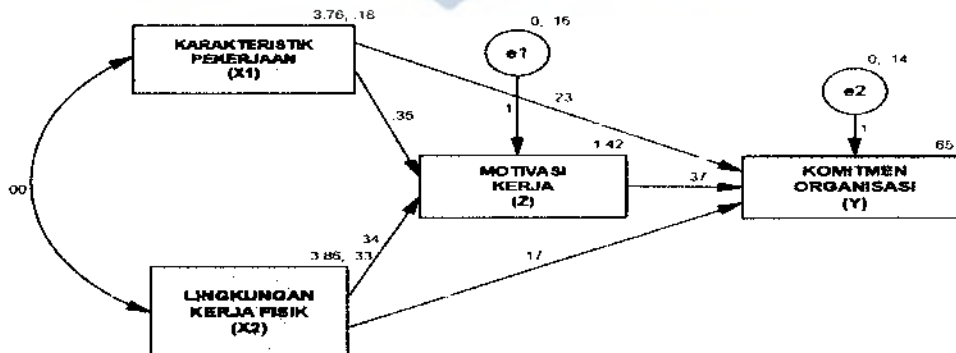 3.76, .18
KARAKTERISTIK
PEKERJAAN
(X1)
0, 16
e1
0, 14
e2
1
1
23
.35
1.42
65
MOTIVASI
KERJA
(Z)
37
KOMITMEN
ORGANISASI
(Y)
00
34
3.86, .33
17
LINGKUNGAN
KERJA FISIK
(X2)